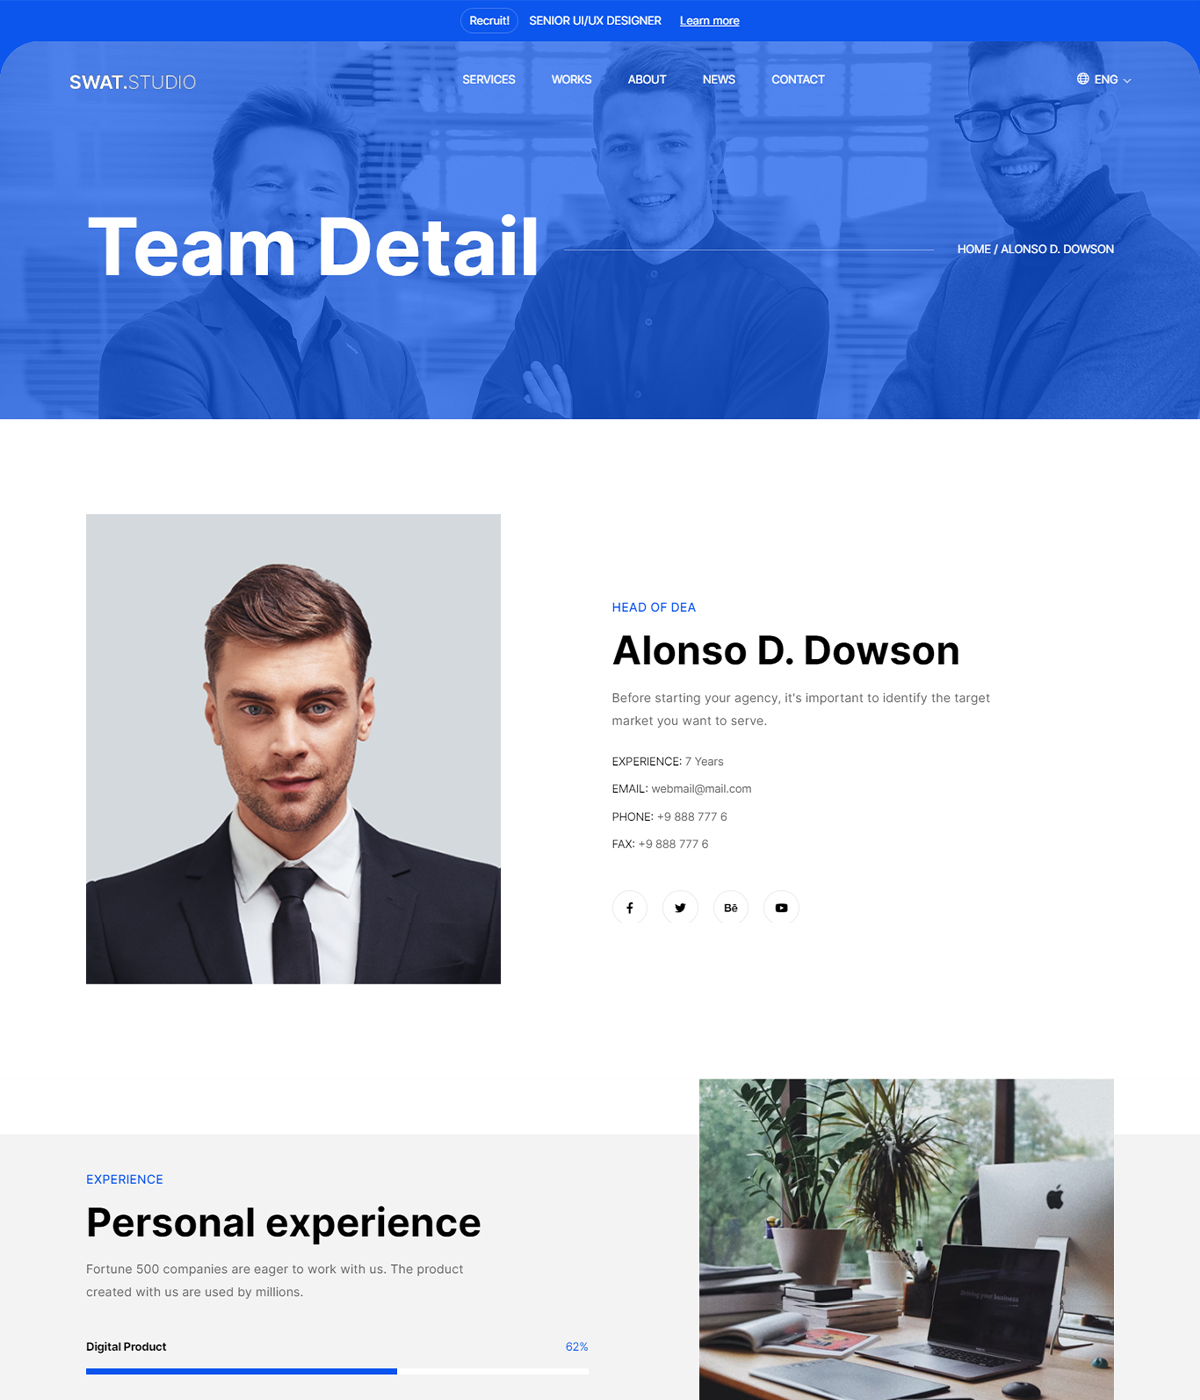 Recruit! SENIOR UI/UX DESIGNER Learn more
SWAT.STUDIO SERVICES WORKS ABOUT NEWS CONTACT ENG
Team Detail
HOME / ALONSO D. DOWSON
HEAD OF DEA
Alonso D. Dowson
Before starting your agency, it's important to identify the target
market you want to serve.
EXPERIENCE: 7 Years
EMAIL: webmail@mail.com
PHONE: +9 888 777 6
FAX: +9 888 777 6
Bē
EXPERIENCE
Personal experience
Fortune 500 companies are eager to work with us. The product
created with us are used by millions.
Digital Product 62%
Driving your business